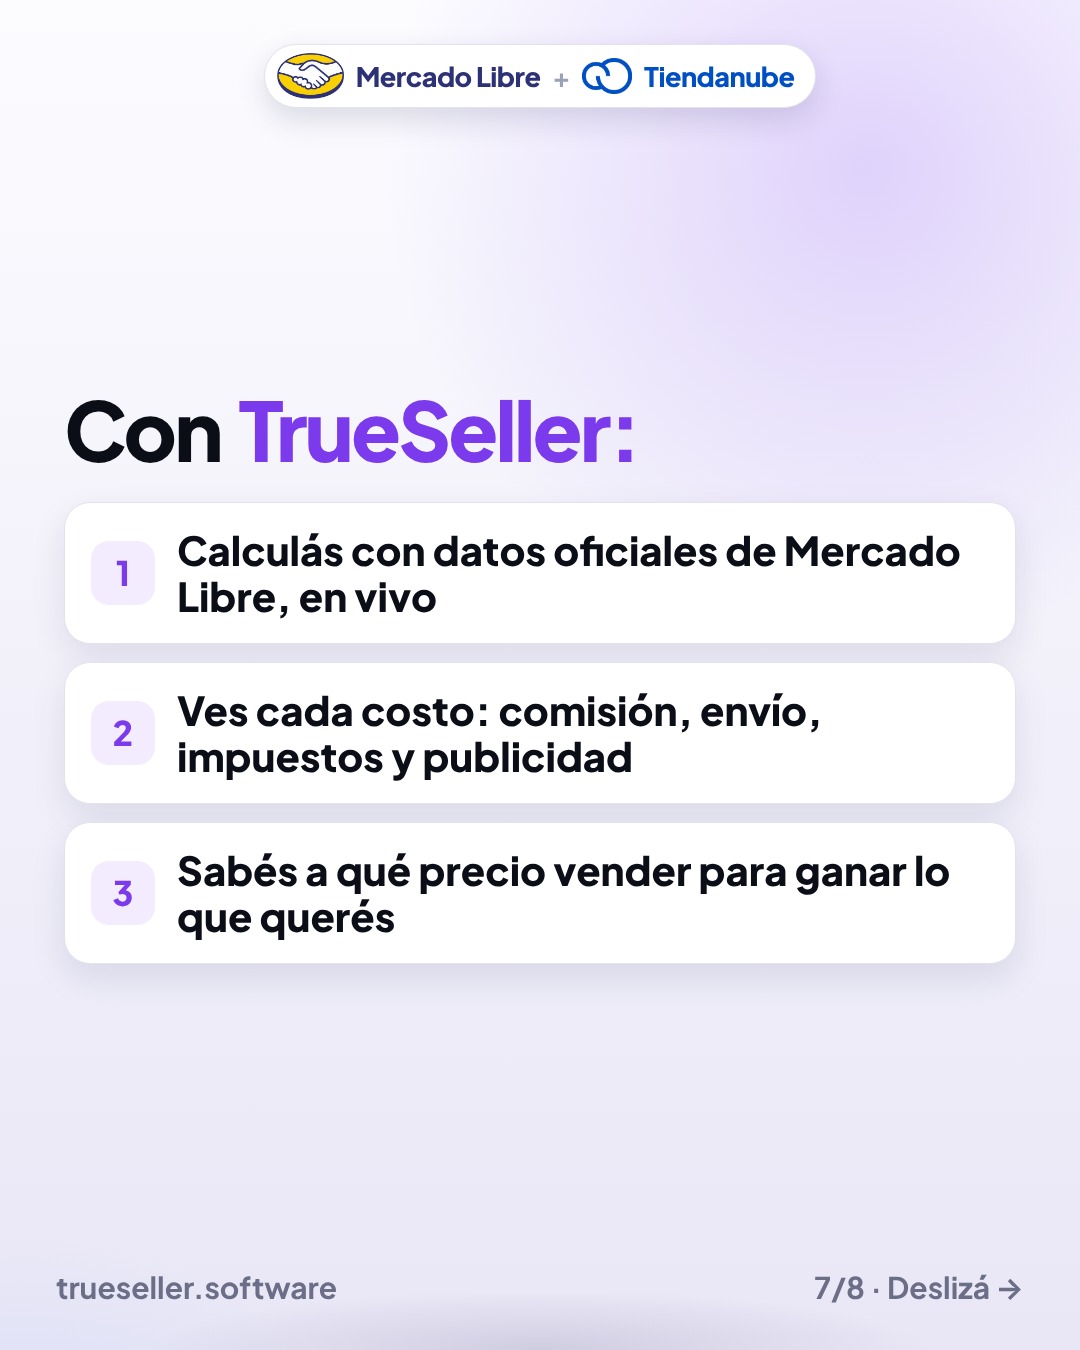 Mercado Libre + Tiendanube
Con TrueSeller:
1
Calculás con datos oficiales de Mercado
Libre, en vivo
2
Ves cada costo: comisión, envío,
impuestos y publicidad
3
Sabés a qué precio vender para ganar lo
que querés
trueseller.software
7/8 · Deslizá →